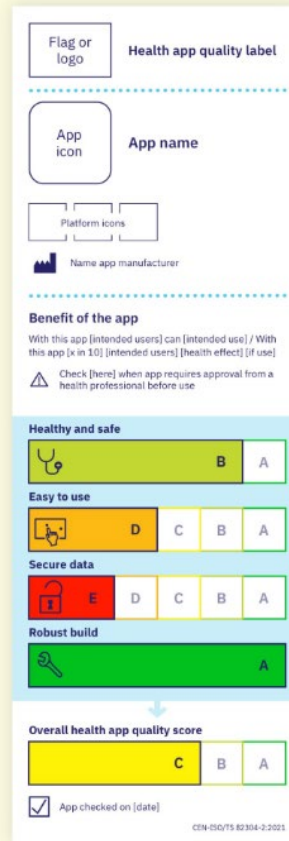 Flag or
logo
Health app quality label
App
icon
App name
Platform icons
Name app manufacturer
Benefit of the app
With this app [intended users] can [intended use] / With
this app [x in 10] [intended users] [health effect] [if use]
Check [here] when app requires approval from a
health professional before use
Healthy and safe
B A
Easy to use
D C B A
Secure data
E D C B A
Robust build
A
Overall health app quality score
C B A
App checked on [date]
CEN-ISO/TS 82304-2:2021